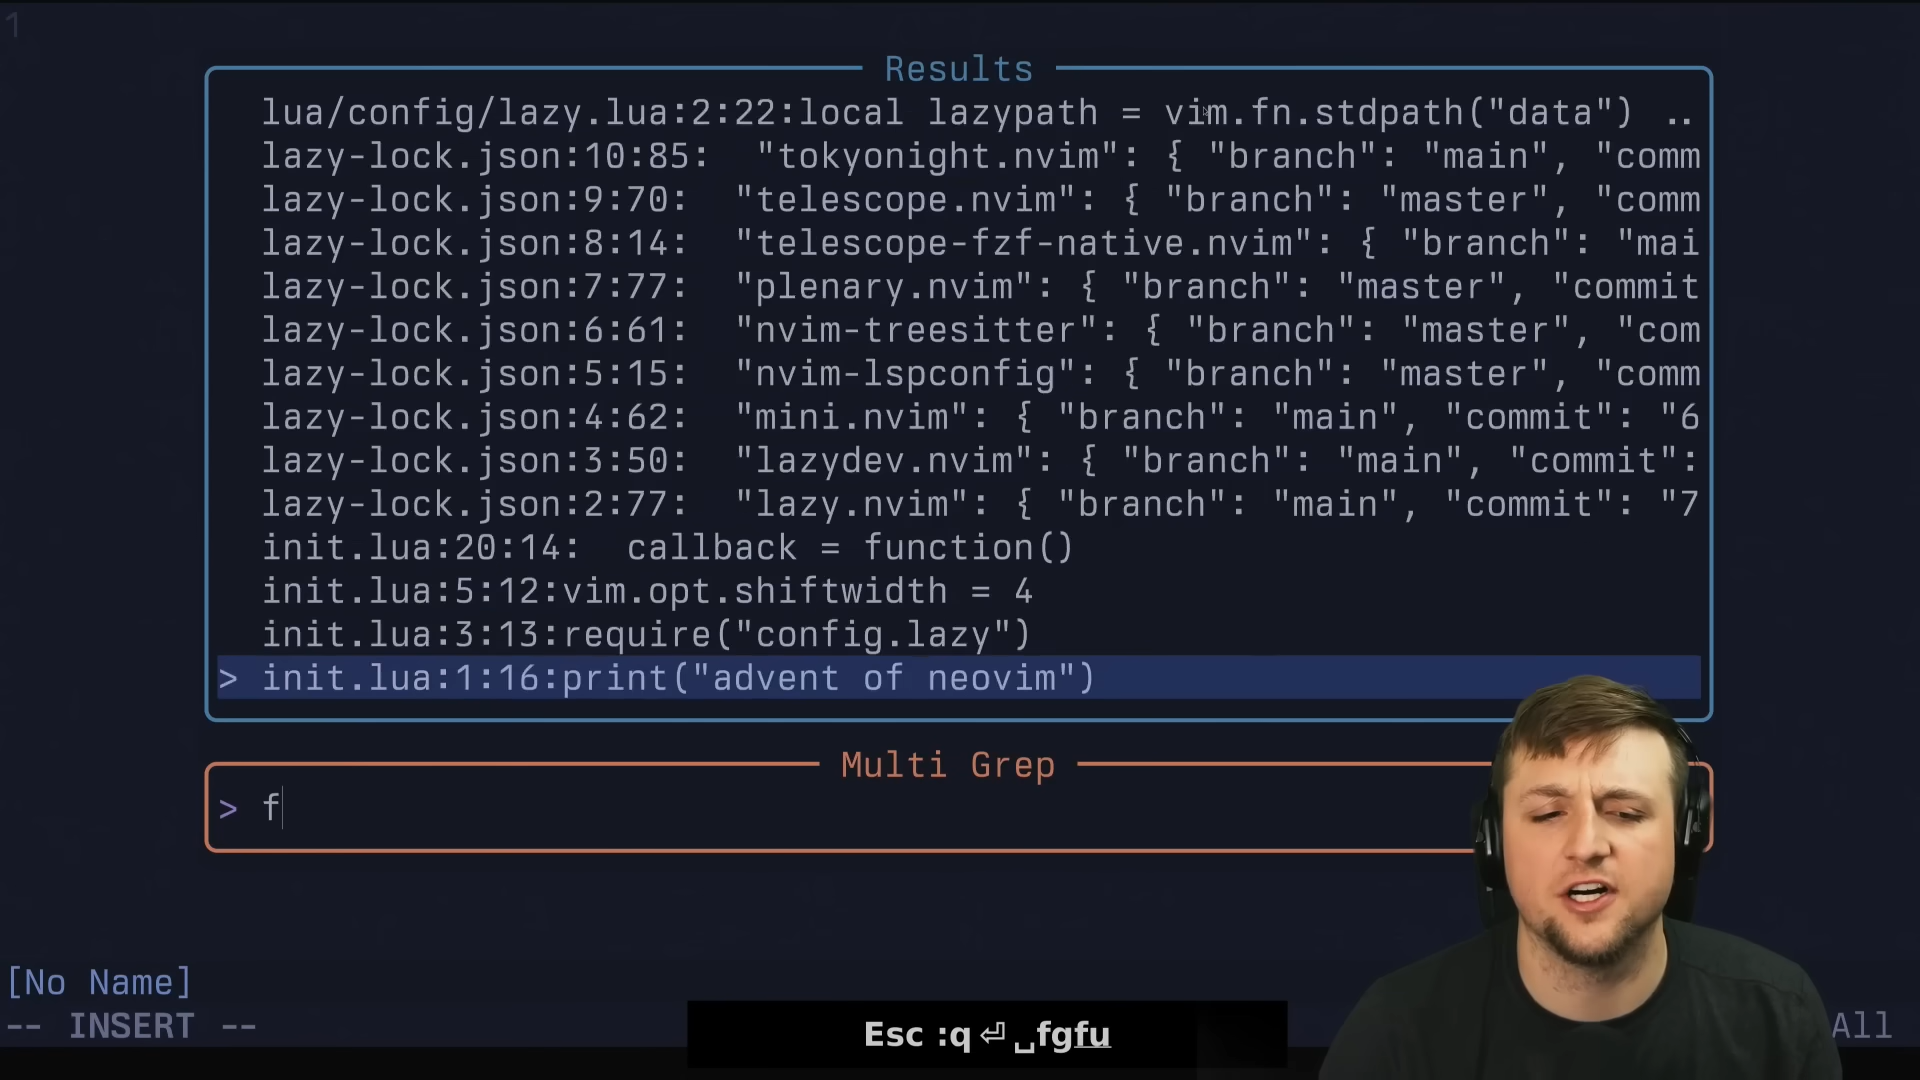 1
Results
lua/config/lazy.lua:2:22:local lazypath = vim.fn.stdpath("data") ..
lazy-lock.json:10:85:  "tokyonight.nvim": { "branch": "main", "comm
lazy-lock.json:9:70:  "telescope.nvim": { "branch": "master", "comm
lazy-lock.json:8:14:  "telescope-fzf-native.nvim": { "branch": "mai
lazy-lock.json:7:77:  "plenary.nvim": { "branch": "master", "commit
lazy-lock.json:6:61:  "nvim-treesitter": { "branch": "master", "com
lazy-lock.json:5:15:  "nvim-lspconfig": { "branch": "master", "comm
lazy-lock.json:4:62:  "mini.nvim": { "branch": "main", "commit": "6
lazy-lock.json:3:50:  "lazydev.nvim": { "branch": "main", "commit":
lazy-lock.json:2:77:  "lazy.nvim": { "branch": "main", "commit": "7
init.lua:20:14:  callback = function()
init.lua:5:12:vim.opt.shiftwidth = 4
init.lua:3:13:require("config.lazy")
> init.lua:1:16:print("advent of neovim")
Multi Grep
> f
[No Name]
-- INSERT --
All
Esc :q⏎␣fgfu